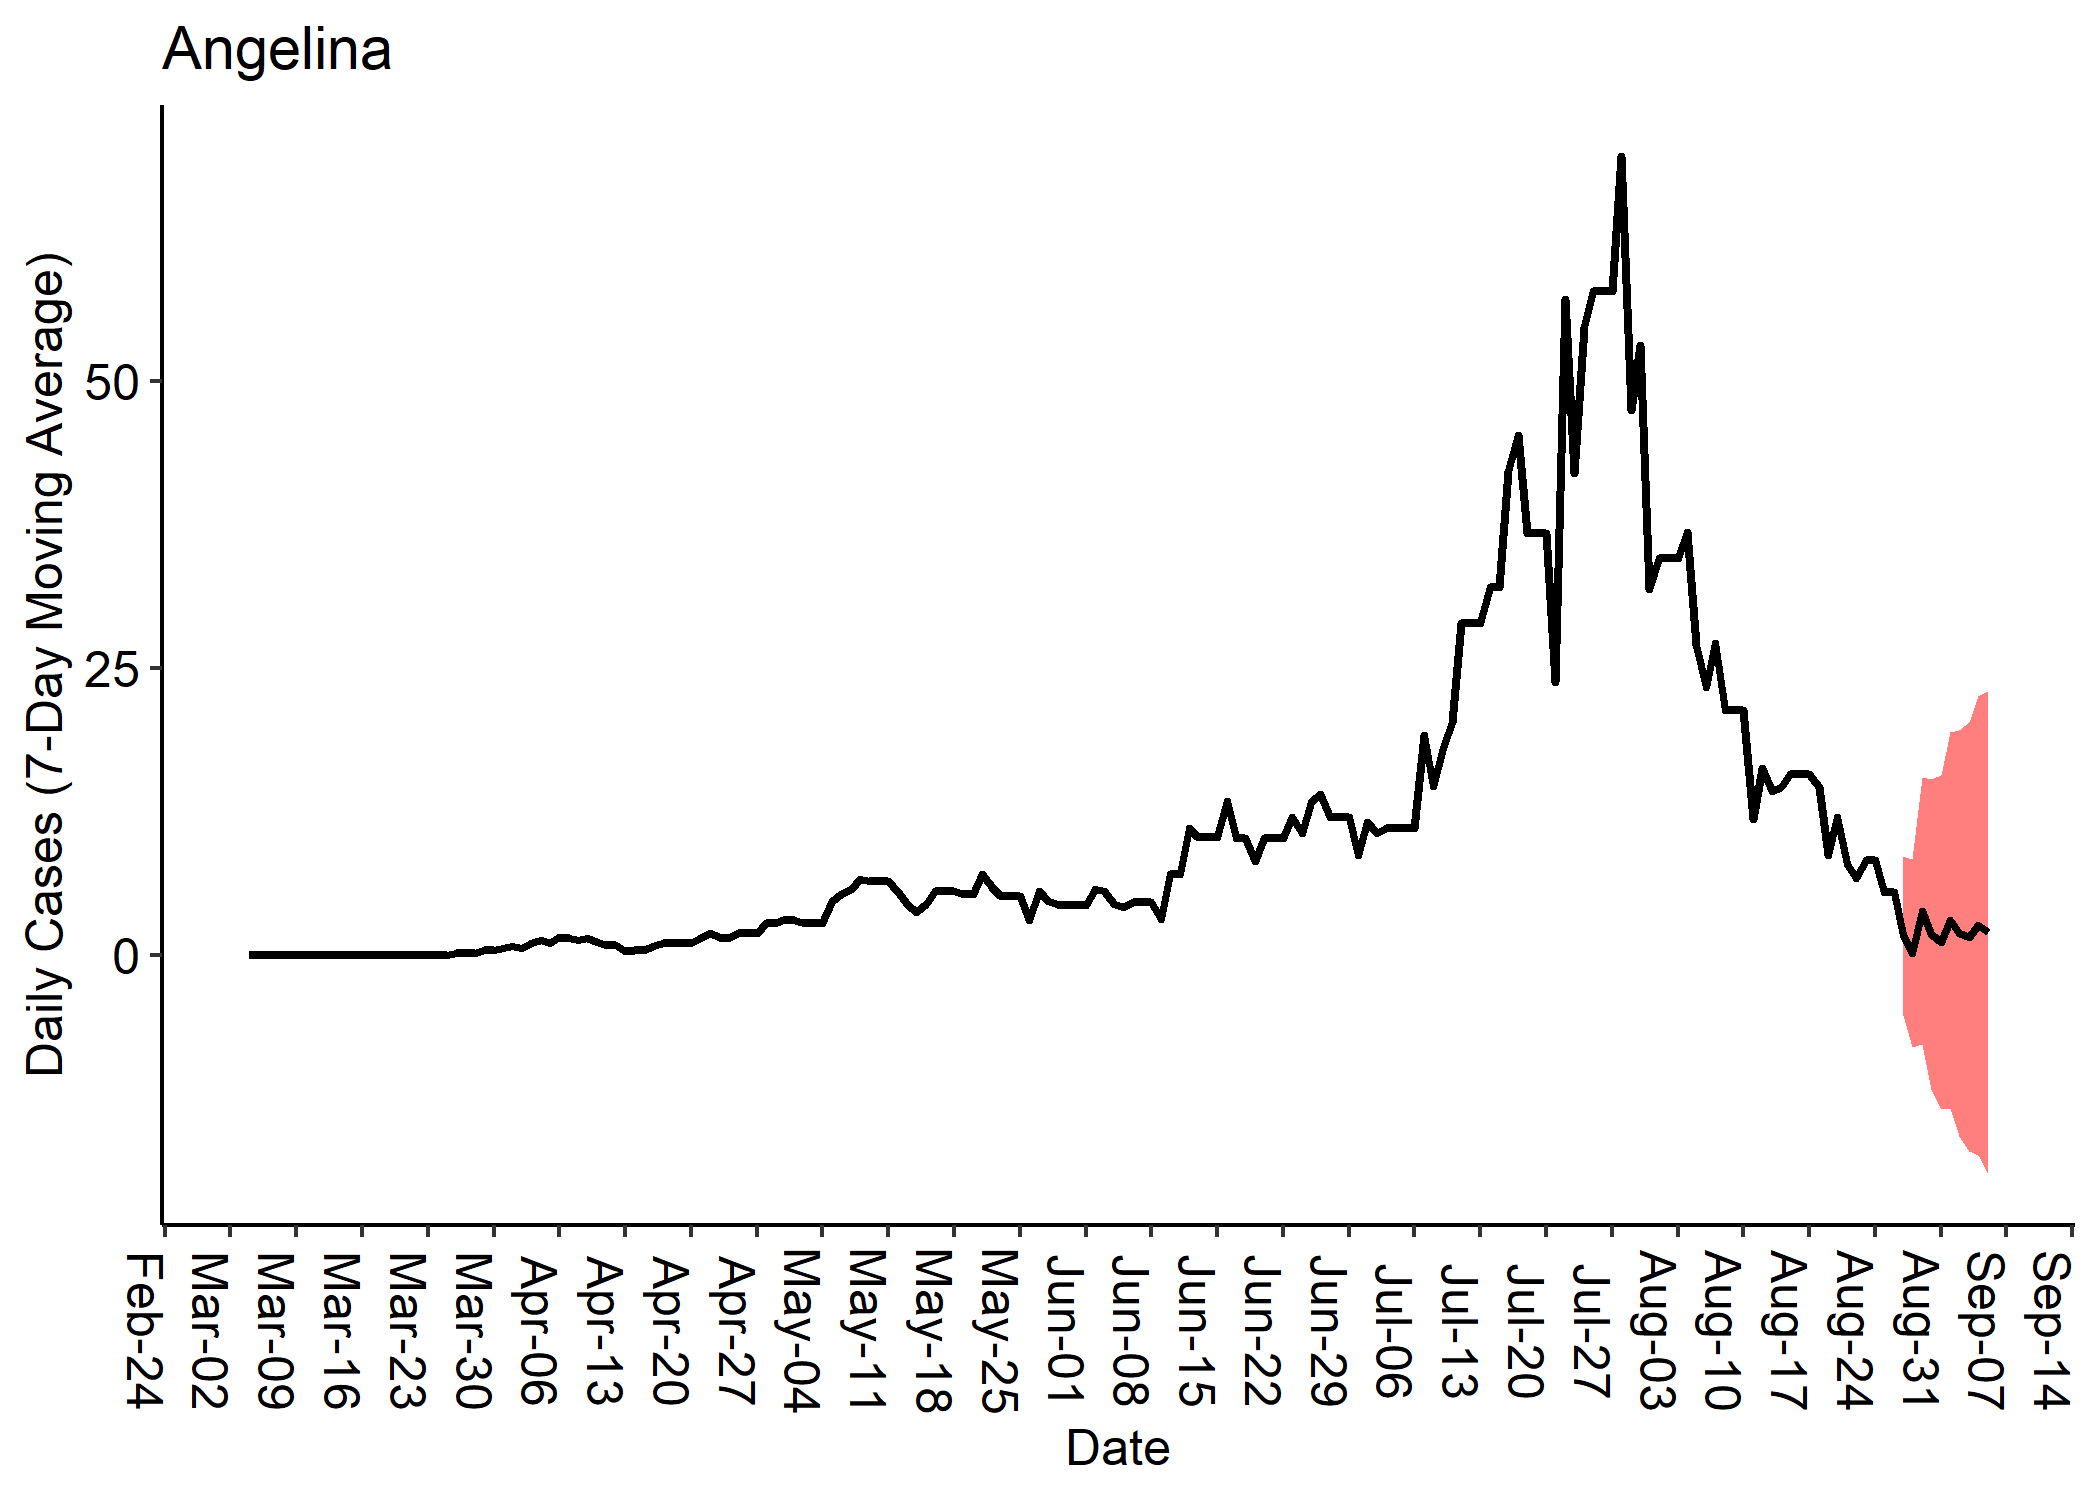 Angelina
Daily Cases (7-Day Moving Average)
50
25
0
Feb-24
Mar-02
Mar-09
Mar-16
Mar-23
Mar-30
Apr-06
Apr-13
Apr-20
Apr-27
May-04
May-11
May-18
May-25
Jun-01
Jun-08
Jun-15
Jun-22
Jun-29
Jul-06
Jul-13
Jul-20
Jul-27
Aug-03
Aug-10
Aug-17
Aug-24
Aug-31
Sep-07
Sep-14
Date